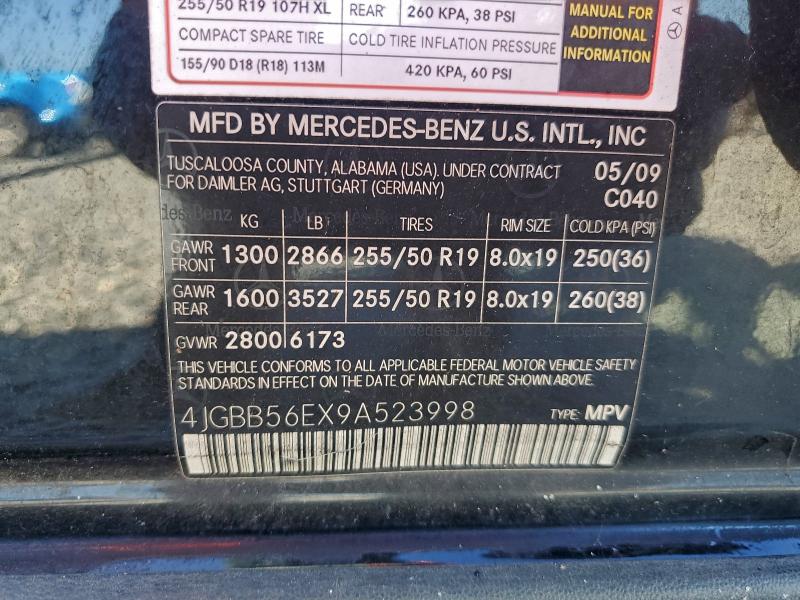 255/50 R19 107H XL REAR 260 KPA, 38 PSI
MANUAL FOR
ADDITIONAL
INFORMATION
COMPACT SPARE TIRE COLD TIRE INFLATION PRESSURE
155/90 D18 (R18) 113M 420 KPA, 60 PSI
A
MFD BY MERCEDES-BENZ U.S. INTL., INC
TUSCALOOSA COUNTY, ALABAMA (USA). UNDER CONTRACT 05/09
FOR DAIMLER AG, STUTTGART (GERMANY) C040
KG LB TIRES RIM SIZE COLD KPA (PSI)
GAWR FRONT 1300 2866 255/50 R19 8.0x19 250(36)
GAWR REAR 1600 3527 255/50 R19 8.0x19 260(38)
GVWR 2800 6173
THIS VEHICLE CONFORMS TO ALL APPLICABLE FEDERAL MOTOR VEHICLE SAFETY
STANDARDS IN EFFECT ON THE DATE OF MANUFACTURE SHOWN ABOVE.
4JGBB56EX9A523998 TYPE: MPV